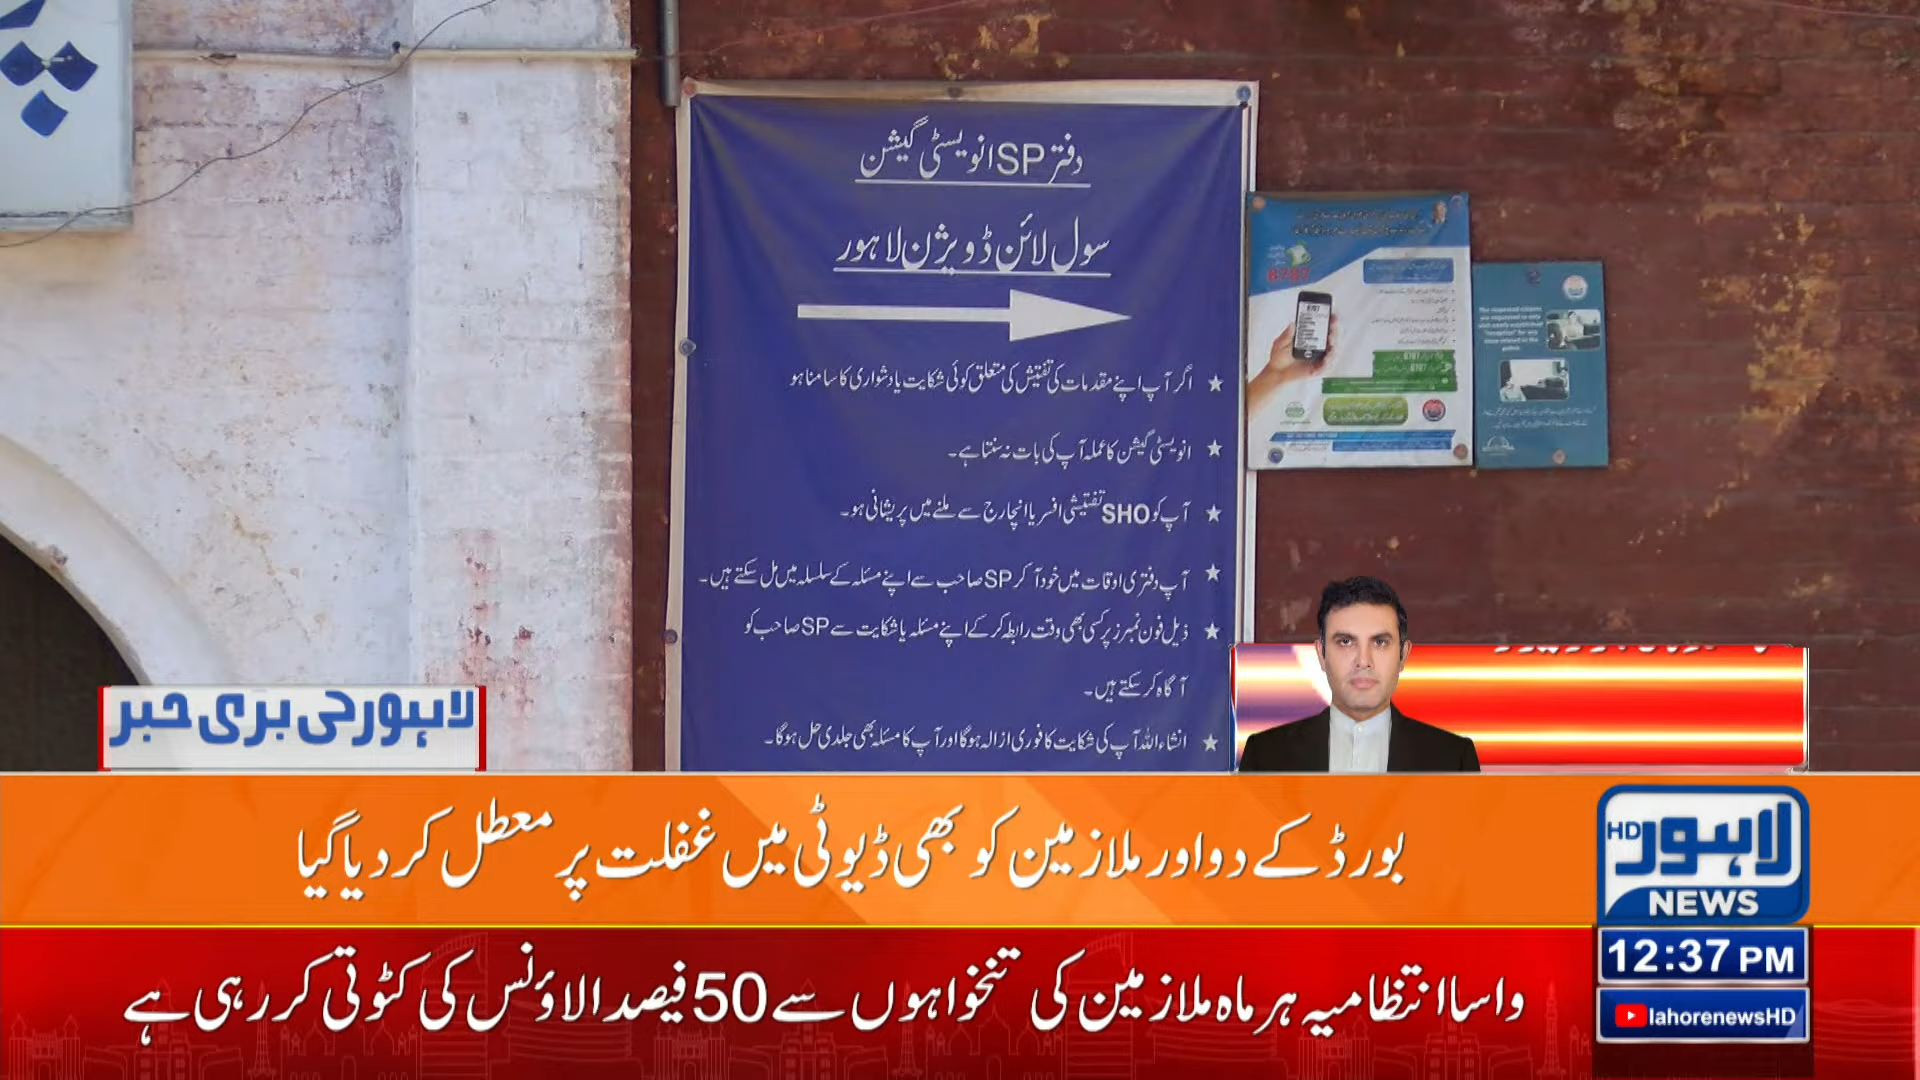 دفتر SP انویسٹی گیشن
سول لائن ڈویژن لاہور
★ اگر آپ اپنے مقدمات کی تفتیش کی متعلق کوئی شکایت یا دشواری کا سامنا ہو
★ انویسٹی گیشن کا عملہ آپ کی بات نہ سنتا ہے۔
★ آپ کو SHO تفتیشی افسر یا انچارج سے ملنے میں پریشانی ہو۔
★ آپ دفتری اوقات میں خود آ کر SP صاحب سے اپنے مسئلہ کے سلسلہ میں مل سکتے ہیں۔
★ ذیل فون نمبرز پر کسی بھی وقت رابطہ کر کے اپنے مسئلہ یا شکایت سے SP صاحب کو
آگاہ کر سکتے ہیں۔
★ انشاء اللہ آپ کی شکایت کا فوری ازالہ ہوگا اور آپ کا مسئلہ بھی جلدی حل ہوگا۔
8787
لاہور کی بڑی خبر
بورڈ کے دو اور ملازمین کو بھی ڈیوٹی میں غفلت پر معطل کر دیا گیا
لاہور HD
NEWS
12:37 PM
واسا انتظامیہ ہر ماہ ملازمین کی تنخواہوں سے 50 فیصد الاؤنس کی کٹوتی کر رہی ہے
lahorenewsHD